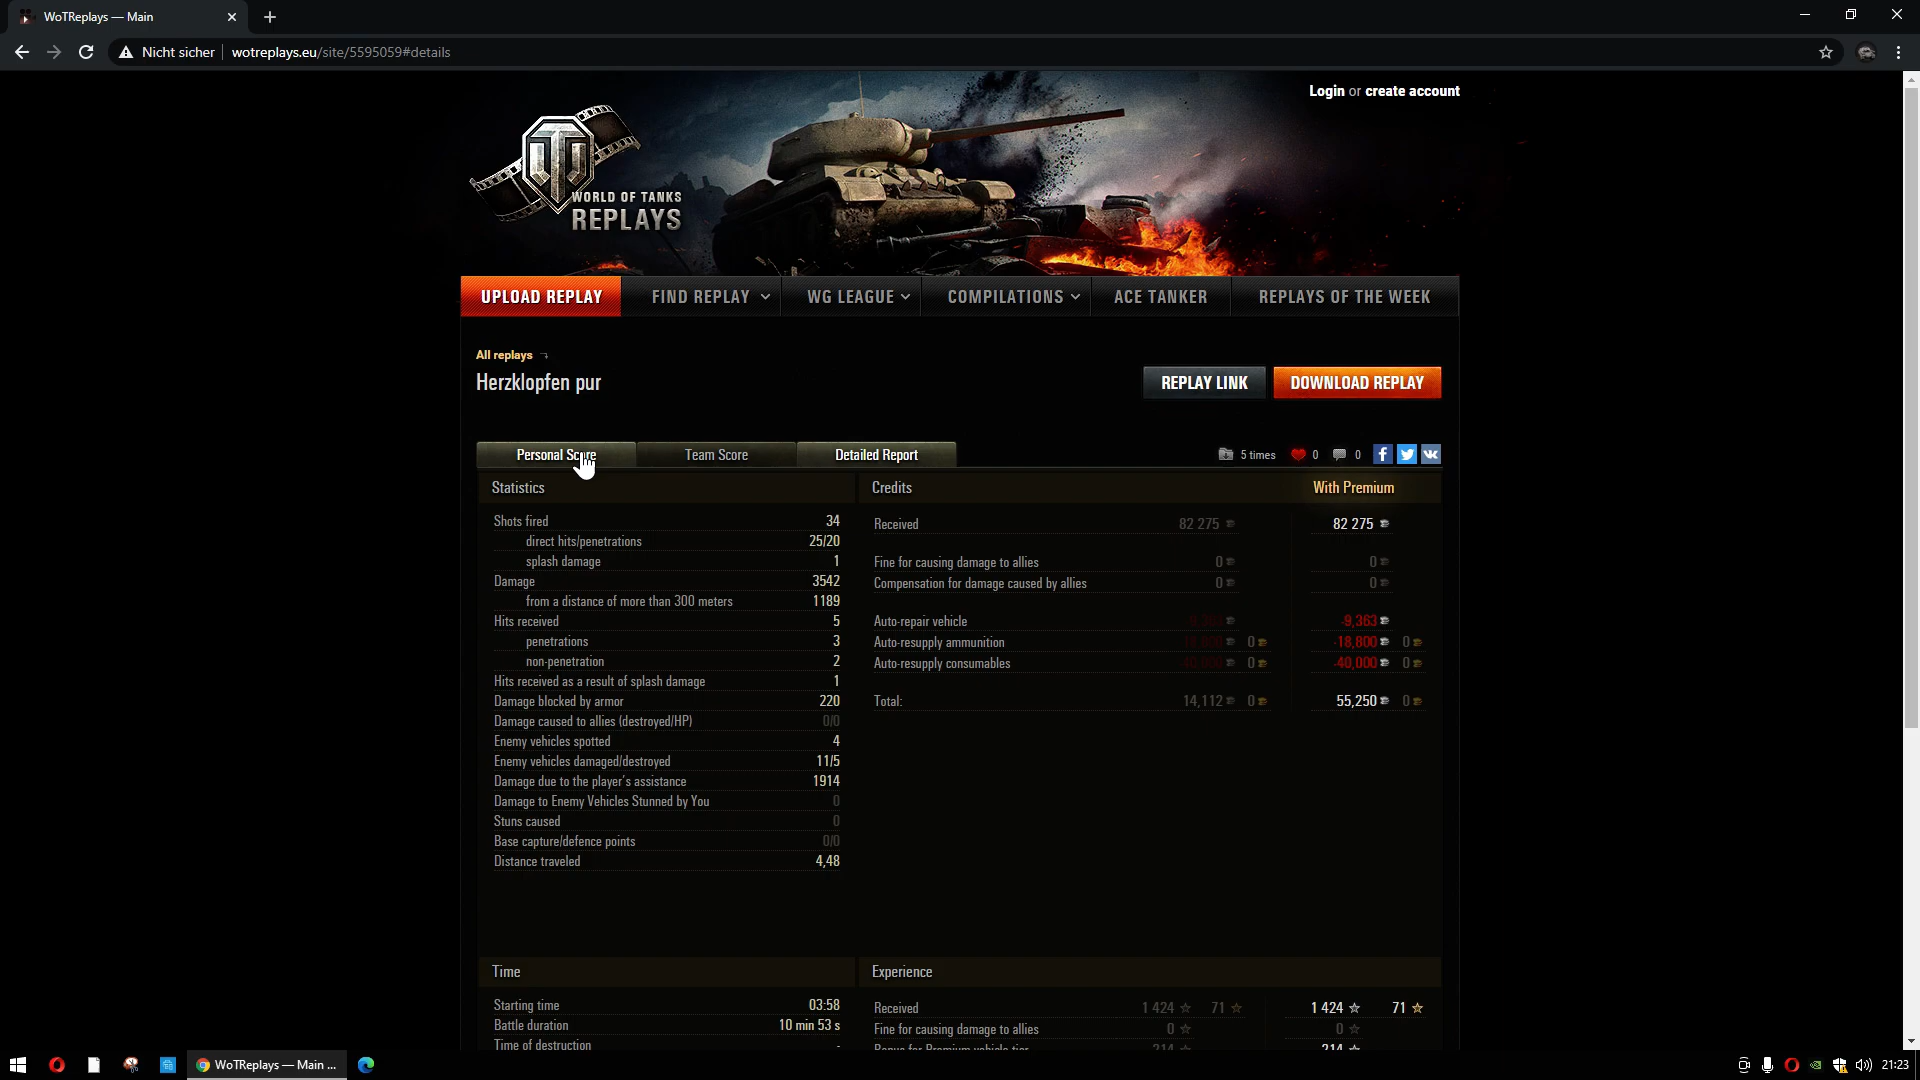 WoTReplays — Main
Nicht sicher
wotreplays.eu/site/5595059#details
Login or create account
WORLD OF TANKS
REPLAYS
UPLOAD REPLAY
FIND REPLAY
WG LEAGUE
COMPILATIONS
ACE TANKER
REPLAYS OF THE WEEK
All replays
Herzklopfen pur
REPLAY LINK
DOWNLOAD REPLAY
Personal Score
Team Score
Detailed Report
5 times
0
0
Statistics
Shots fired 34
direct hits/penetrations 25/20
splash damage 1
Damage 3542
from a distance of more than 300 meters 1189
Hits received 5
penetrations 3
non-penetration 2
Hits received as a result of splash damage 1
Damage blocked by armor 220
Damage caused to allies (destroyed/HP) 0/0
Enemy vehicles spotted 4
Enemy vehicles damaged/destroyed 11/5
Damage due to the player's assistance 1914
Damage to Enemy Vehicles Stunned by You 0
Stuns caused 0
Base capture/defence points 0/0
Distance traveled 4,48
Credits With Premium
Received 82 275 82 275
Fine for causing damage to allies 0 0
Compensation for damage caused by allies 0 0
Auto-repair vehicle -9,363
Auto-resupply ammunition 0 -18,800 0
Auto-resupply consumables 0 -40,000 0
Total: 14,112 0 55,250 0
Time
Starting time 03:58
Battle duration 10 min 53 s
Time of destruction -
Experience
Received 1 424 71 1 424 71
Fine for causing damage to allies 0 0
WoTReplays — Main ...
21:23